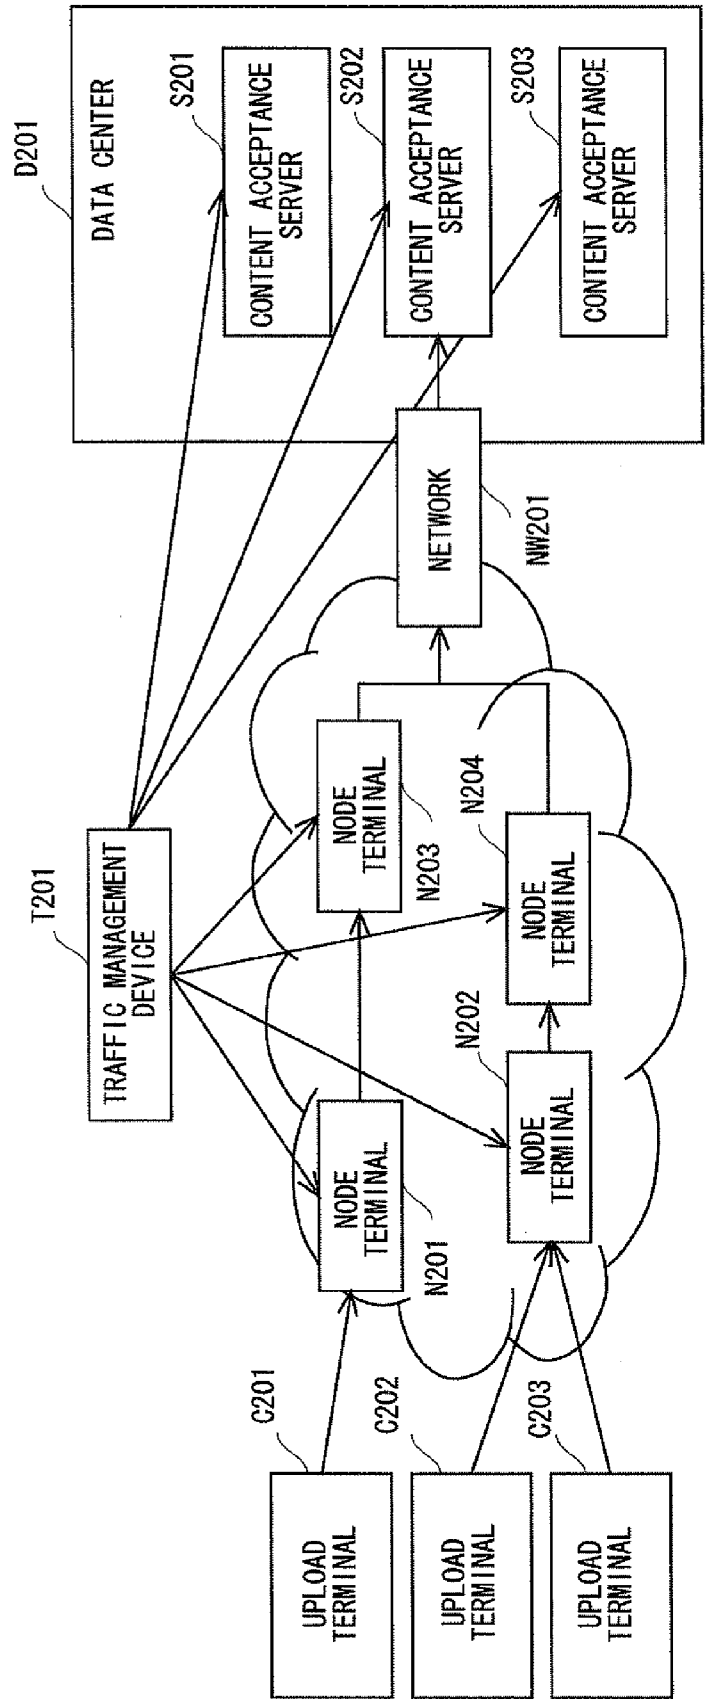 D201
DATA CENTER
S201
CONTENT ACCEPTANCE
SERVER
S202
CONTENT ACCEPTANCE
SERVER
S203
CONTENT ACCEPTANCE
SERVER
T201
TRAFFIC MANAGEMENT
DEVICE
NETWORK
NW201
NODE
TERMINAL
N203
NODE
TERMINAL
N204
NODE
TERMINAL
N201
NODE
TERMINAL
N202
C201
UPLOAD
TERMINAL
C202
UPLOAD
TERMINAL
C203
UPLOAD
TERMINAL